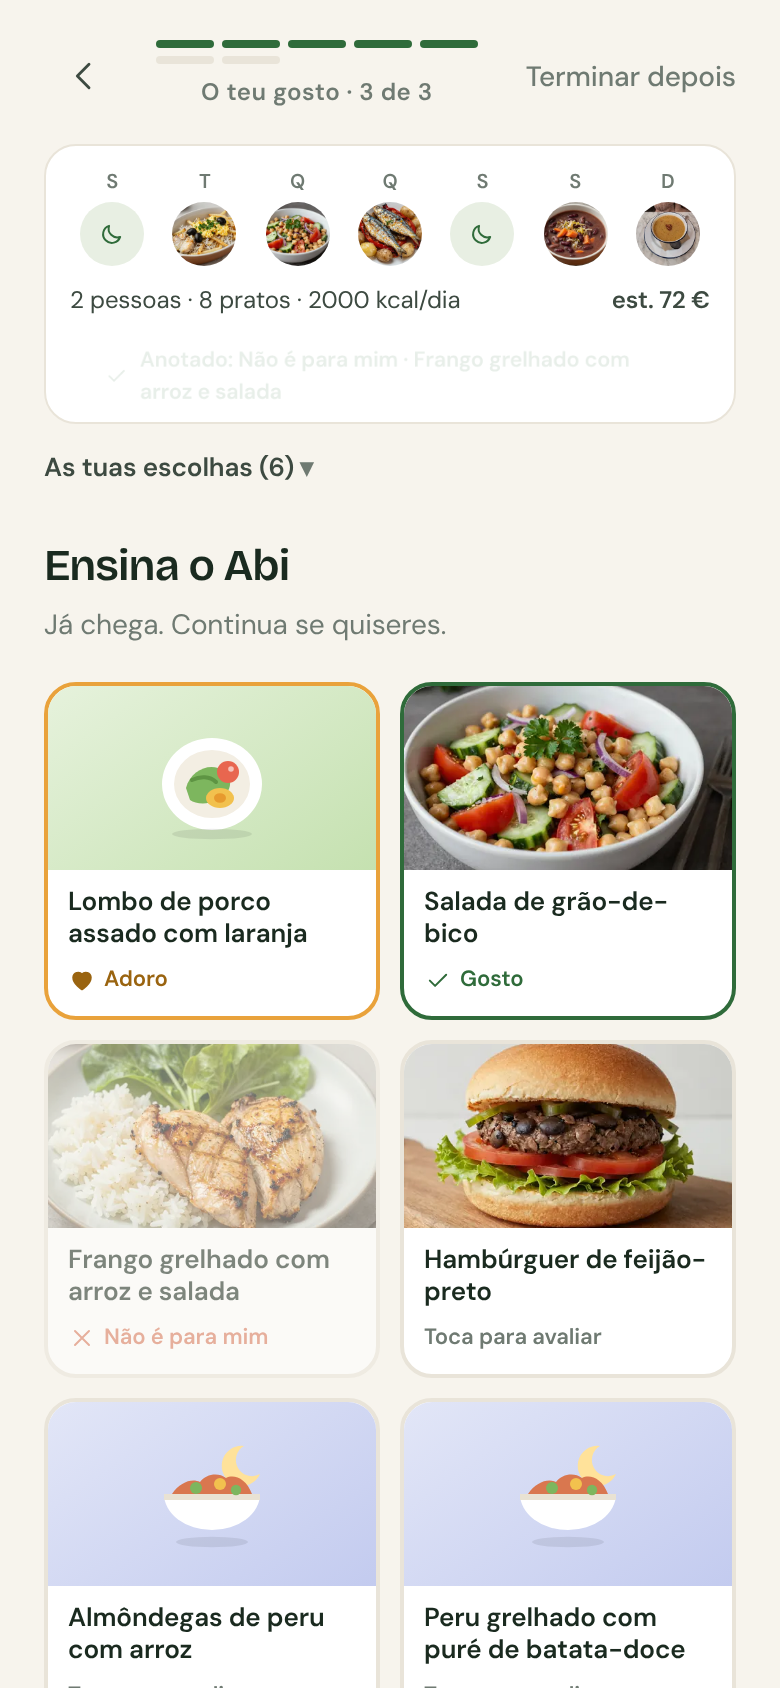 O teu gosto · 3 de 3
Terminar depois
S T Q Q S S D
2 pessoas · 8 pratos · 2000 kcal/dia
est. 72 €
Anotado: Não é para mim · Frango grelhado com
arroz e salada
As tuas escolhas (6) ▾
Ensina o Abi
Já chega. Continua se quiseres.
Lombo de porco
assado com laranja
Adoro
Salada de grão-de-
bico
Gosto
Frango grelhado com
arroz e salada
Não é para mim
Hambúrguer de feijão-
preto
Toca para avaliar
Almôndegas de peru
com arroz
Peru grelhado com
puré de batata-doce